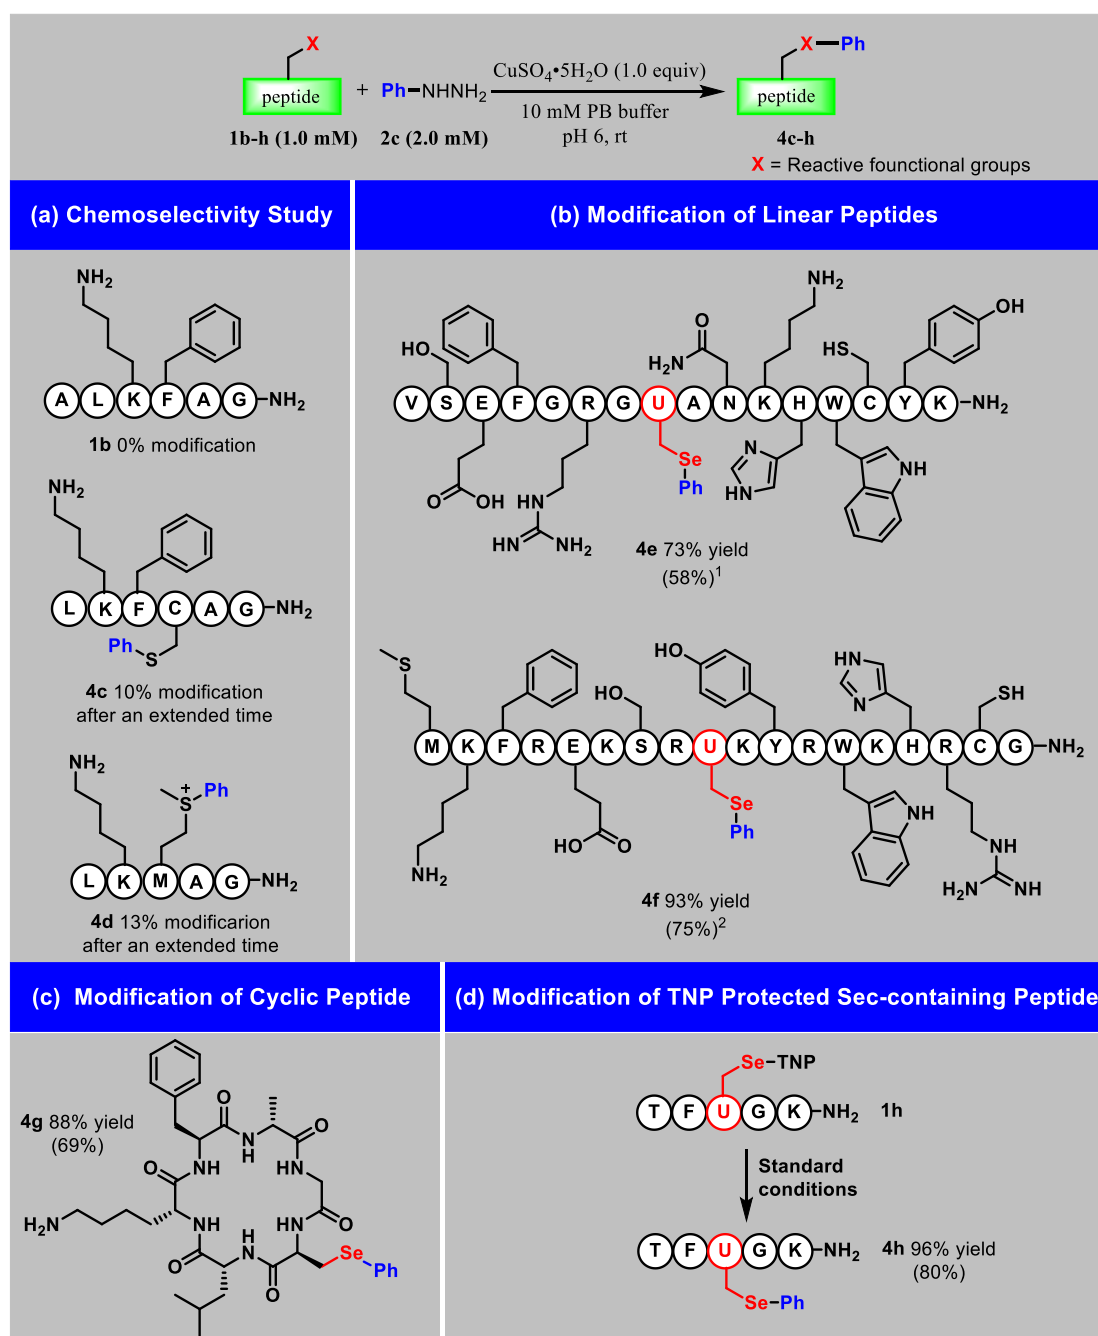 X
peptide
+
Ph—NHNH2
CuSO4•5H2O (1.0 equiv)
10 mM PB buffer
pH 6, rt
X—Ph
peptide
1b-h (1.0 mM)
2c (2.0 mM)
4c-h
X = Reactive founctional groups
(a) Chemoselectivity Study
NH2
A L K F A G NH2
1b 0% modification
NH2
L K F C A G NH2
Ph S
4c 10% modification
after an extended time
NH2
S+ Ph
L K M A G NH2
4d 13% modificarion
after an extended time
(b) Modification of Linear Peptides
HO
O
H2N
NH2
HS
OH
V S E F G R G U A N K H W C Y K NH2
Se
Ph
O OH
HN
HN NH2
N
HN
NH
4e 73% yield
(58%)1
S
HO
HO
HN
N
SH
M K F R E K S R U K Y R W K H R C G NH2
Se
Ph
NH2
HO O
NH
NH
H2N NH
4f 93% yield
(75%)2
(c) Modification of Cyclic Peptide
4g 88% yield
(69%)
O
N
H
O
O
NH
HN
O
H2N
NH
HN
O
H
N
O
O
Se
Ph
(d) Modification of TNP Protected Sec-containing Peptide
Se–TNP
T F U G K NH2 1h
Standard
conditions
T F U G K NH2 4h 96% yield
(80%)
Se–Ph